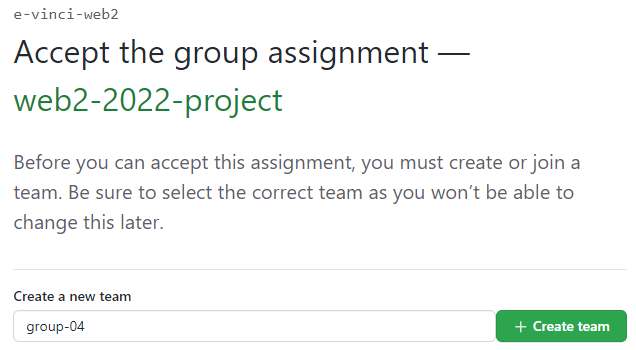 e-vinci-web2
Accept the group assignment —
web2-2022-project
Before you can accept this assignment, you must create or join a
team. Be sure to select the correct team as you won’t be able to
change this later.
Create a new team
group-04
+ Create team